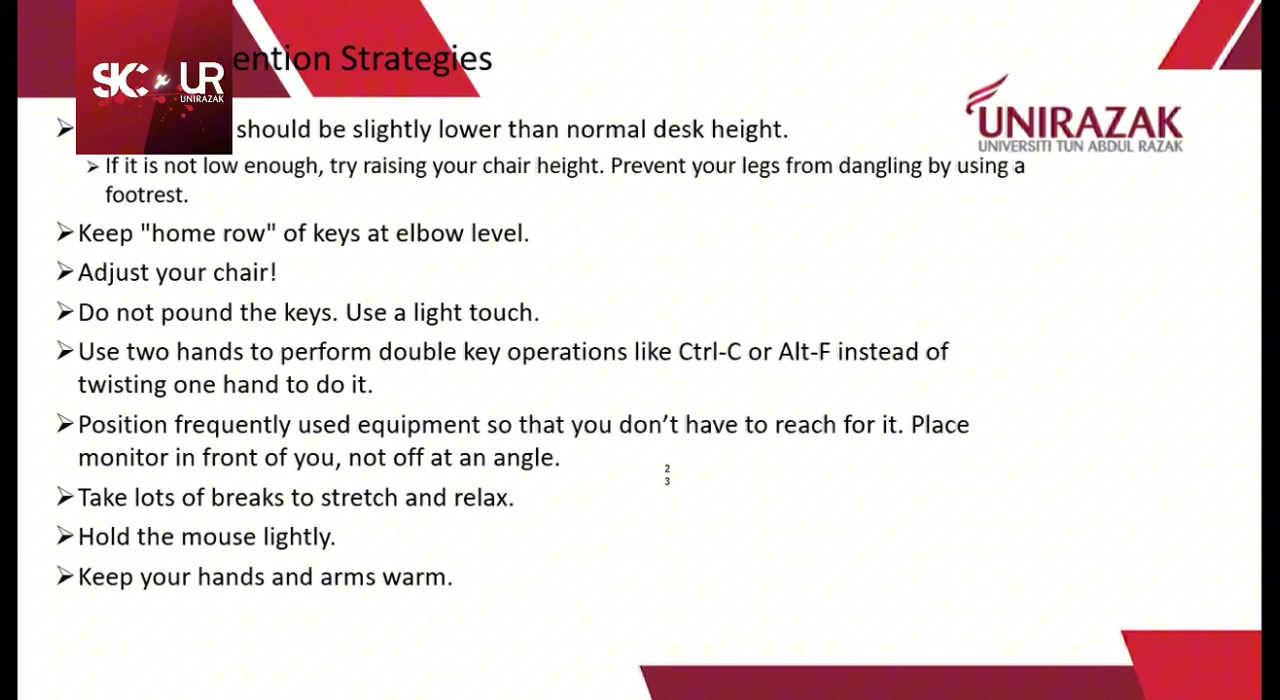 SIC x UR
UNIRAZAK
ention Strategies
UNIRAZAK
UNIVERSITI TUN ABDUL RAZAK
➢ should be slightly lower than normal desk height.
➢ If it is not low enough, try raising your chair height. Prevent your legs from dangling by using a
footrest.
➢ Keep "home row" of keys at elbow level.
➢ Adjust your chair!
➢ Do not pound the keys. Use a light touch.
➢ Use two hands to perform double key operations like Ctrl-C or Alt-F instead of
twisting one hand to do it.
➢ Position frequently used equipment so that you don’t have to reach for it. Place
monitor in front of you, not off at an angle.
2
3
➢ Take lots of breaks to stretch and relax.
➢ Hold the mouse lightly.
➢ Keep your hands and arms warm.